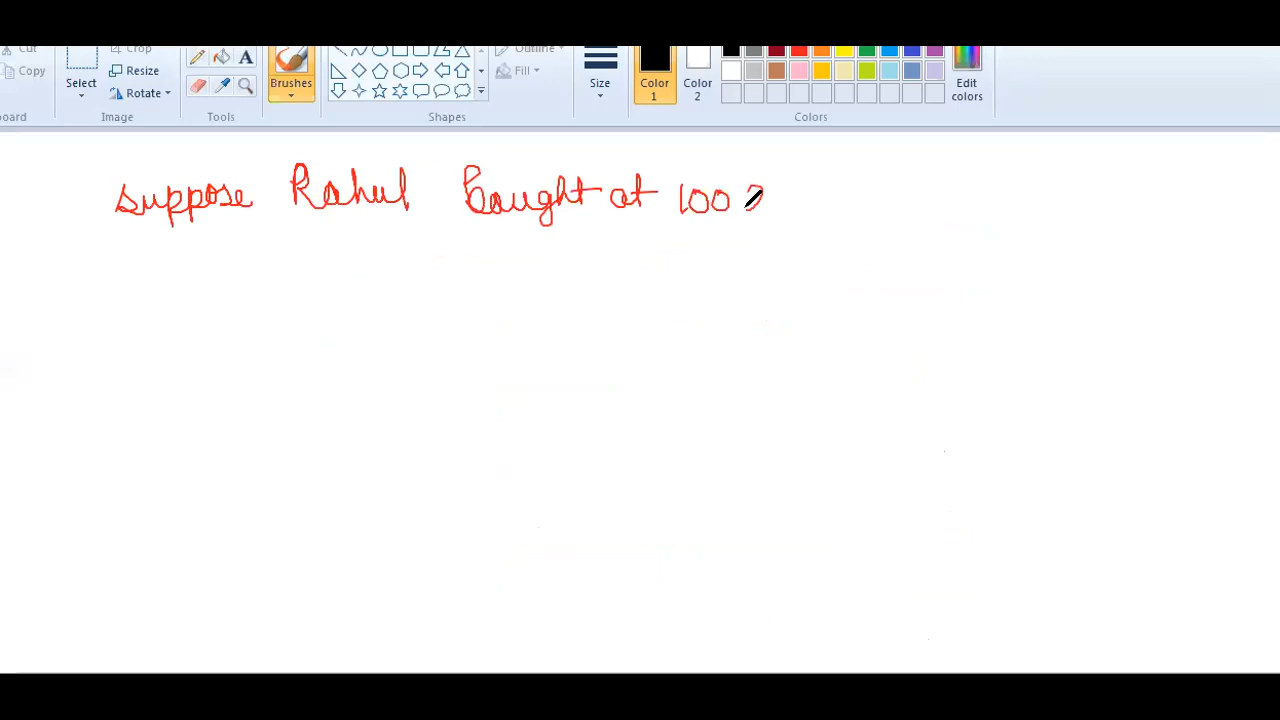 Cut
Crop
Outline
Copy
Select
Resize
Rotate
A
Brushes
Fill
Size
Color
1
Color
2
Edit
colors
board
Image
Tools
Shapes
Colors
suppose Rahul Bought at 100